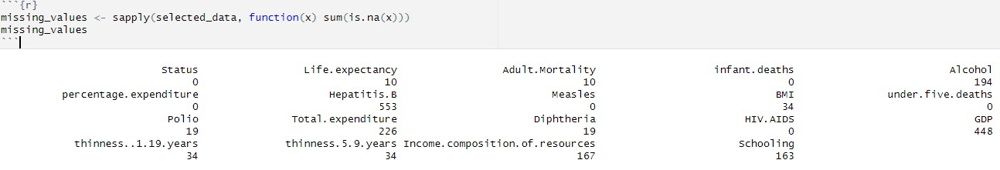 ```{r}
missing_values <- sapply(selected_data, function(x) sum(is.na(x)))
missing_values
```
Status Life.expectancy Adult.Mortality infant.deaths Alcohol
0 10 10 0 194
percentage.expenditure Hepatitis.B Measles BMI under.five.deaths
0 553 0 34 0
Polio Total.expenditure Diphtheria HIV.AIDS GDP
19 226 19 0 448
thinness..1.19.years thinness.5.9.years Income.composition.of.resources Schooling
34 34 167 163